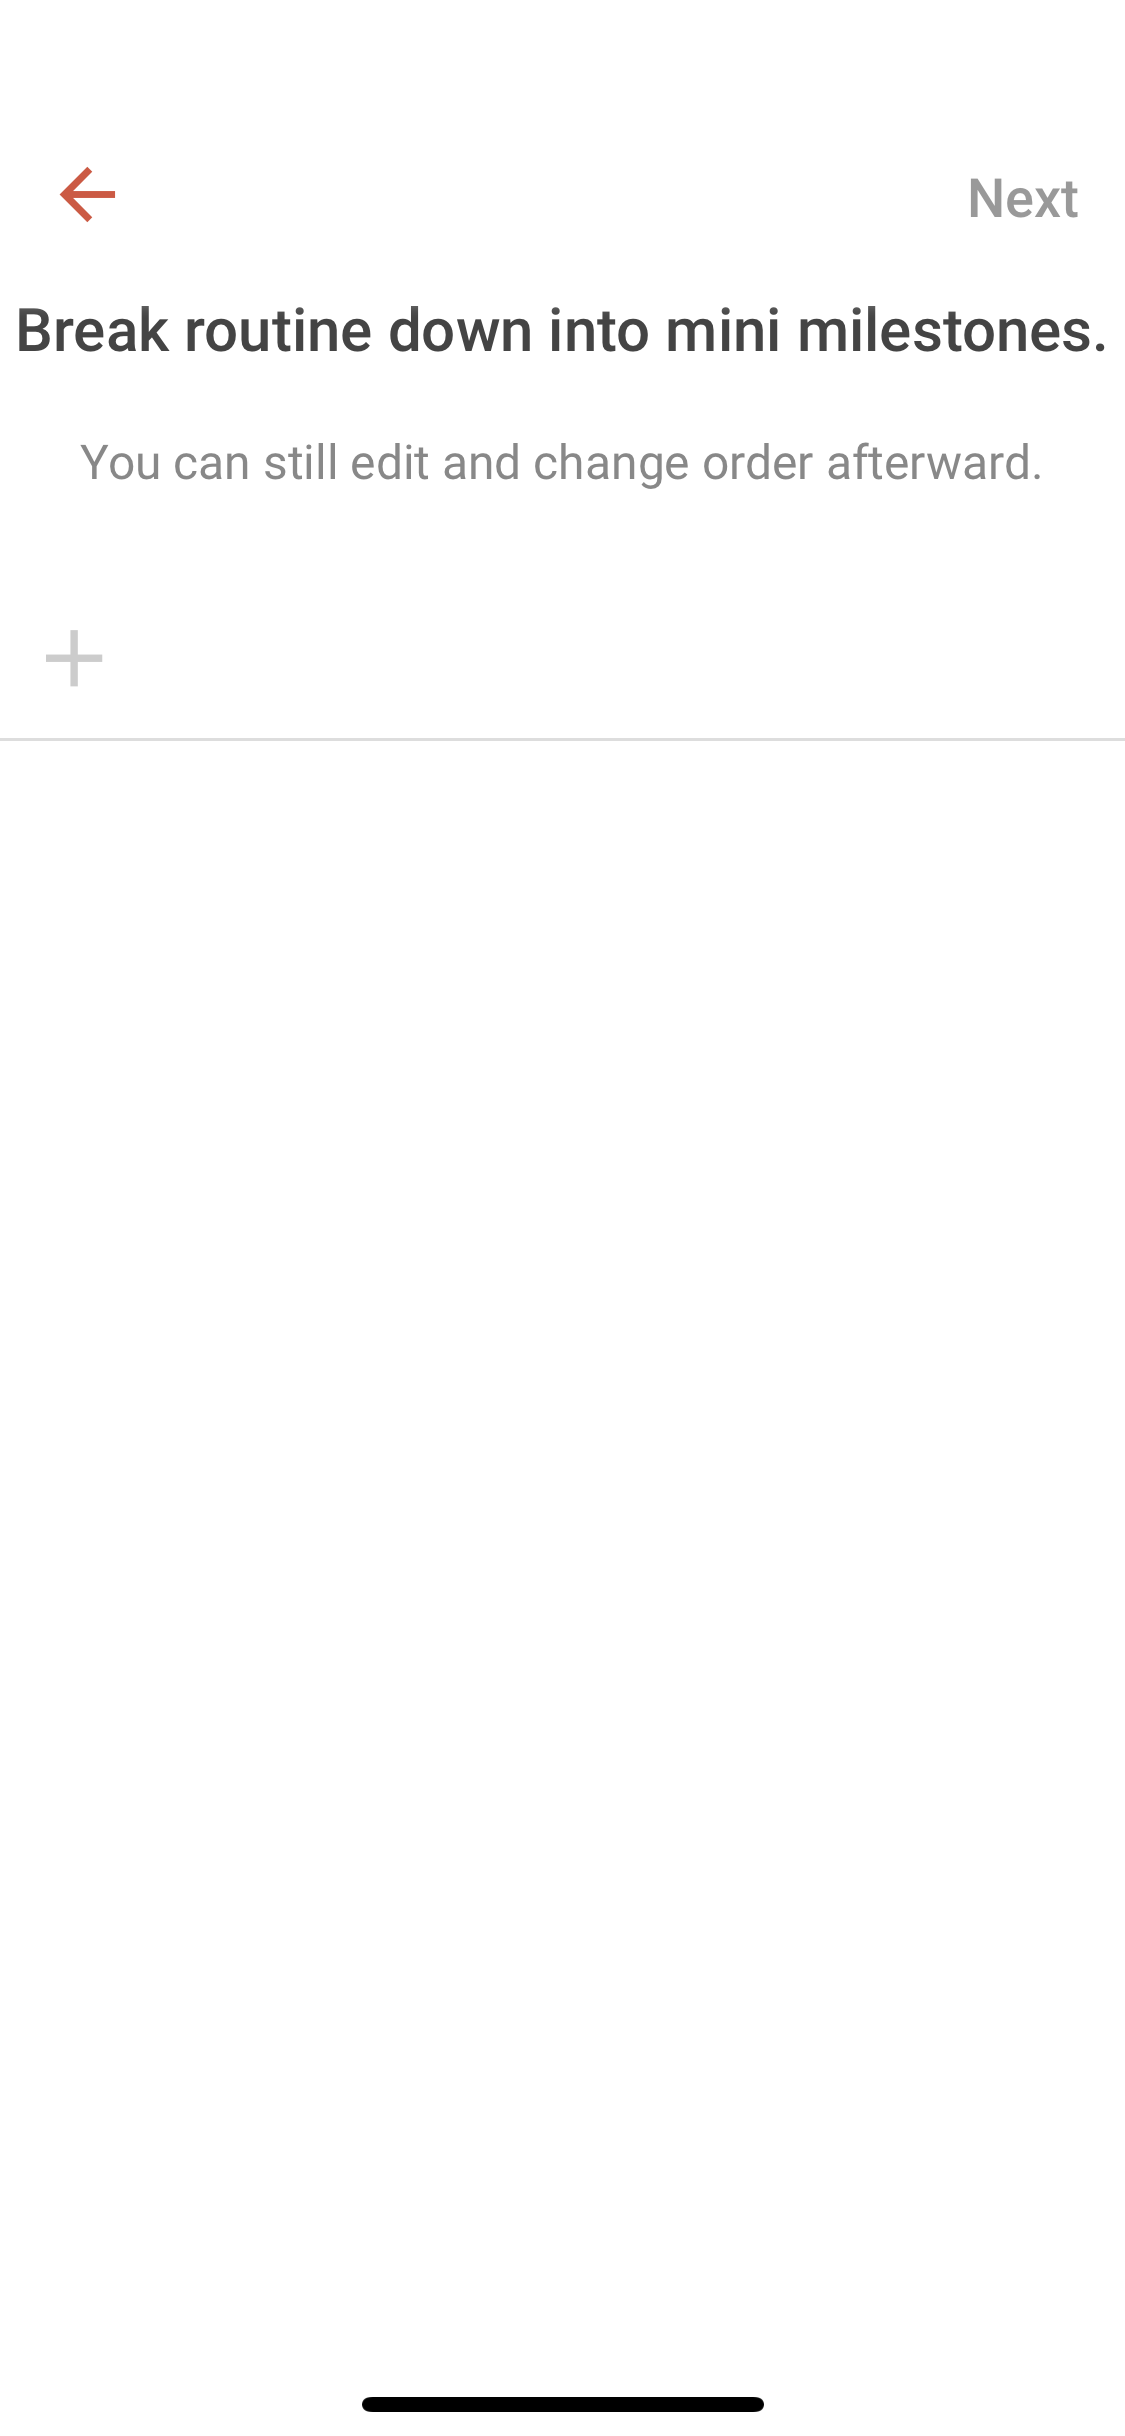 Next
Break routine down into mini milestones.
You can still edit and change order afterward.